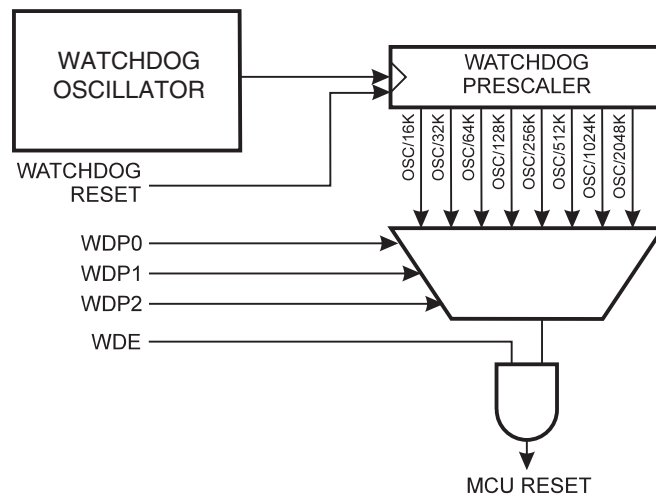 WATCHDOG
OSCILLATOR
WATCHDOG
PRESCALER
OSC/16K
OSC/32K
OSC/64K
OSC/128K
OSC/256K
OSC/512K
OSC/1024K
OSC/2048K
WATCHDOG
RESET
WDP0
WDP1
WDP2
WDE
MCU RESET